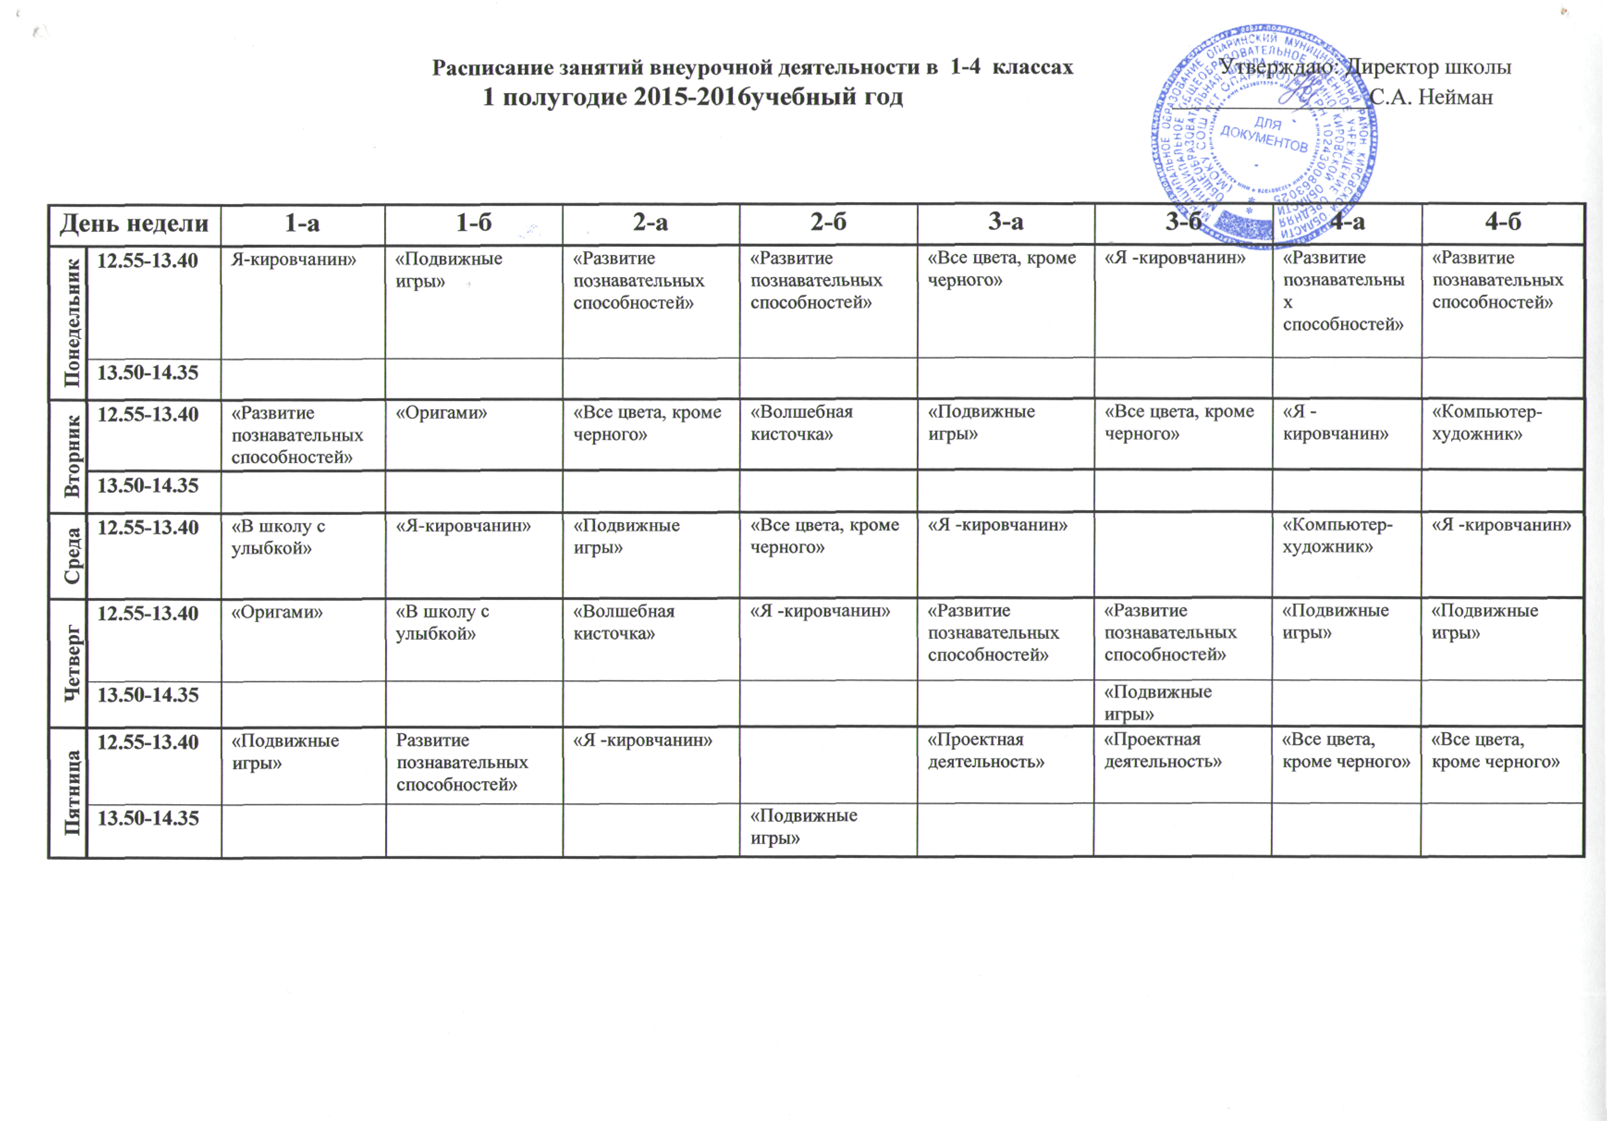 Расписание занятий внеурочной деятельности в 1-4 классах
1 полугодие 2015-2016учебный год
Утверждаю: Директор школы
С.А. Нейман
ДЛЯ
ДОКУМЕНТОВ
День недели 1-а 1-б 2-а 2-б 3-а 3-б 4-а 4-б
Понедельник
12.55-13.40 Я-кировчанин» «Подвижные «Развитие «Развитие «Все цвета, кроме «Я -кировчанин» «Развитие «Развитие
игры» познавательных познавательных черного» познавательны познавательных
способностей» способностей» х способностей»
способностей»
13.50-14.35
Вторник
12.55-13.40 «Развитие «Оригами» «Все цвета, кроме «Волшебная «Подвижные «Все цвета, кроме «Я - «Компьютер-
познавательных черного» кисточка» игры» черного» кировчанин» художник»
способностей»
13.50-14.35
Среда
12.55-13.40 «В школу с «Я-кировчанин» «Подвижные «Все цвета, кроме «Я -кировчанин» «Компьютер- «Я -кировчанин»
улыбкой» игры» черного» художник»
Четверг
12.55-13.40 «Оригами» «В школу с «Волшебная «Я -кировчанин» «Развитие «Развитие «Подвижные «Подвижные
улыбкой» кисточка» познавательных познавательных игры» игры»
способностей» способностей»
13.50-14.35 «Подвижные
игры»
Пятница
12.55-13.40 «Подвижные Развитие «Я -кировчанин» «Проектная «Проектная «Все цвета, «Все цвета,
игры» познавательных деятельность» деятельность» кроме черного» кроме черного»
способностей»
13.50-14.35 «Подвижные
игры»